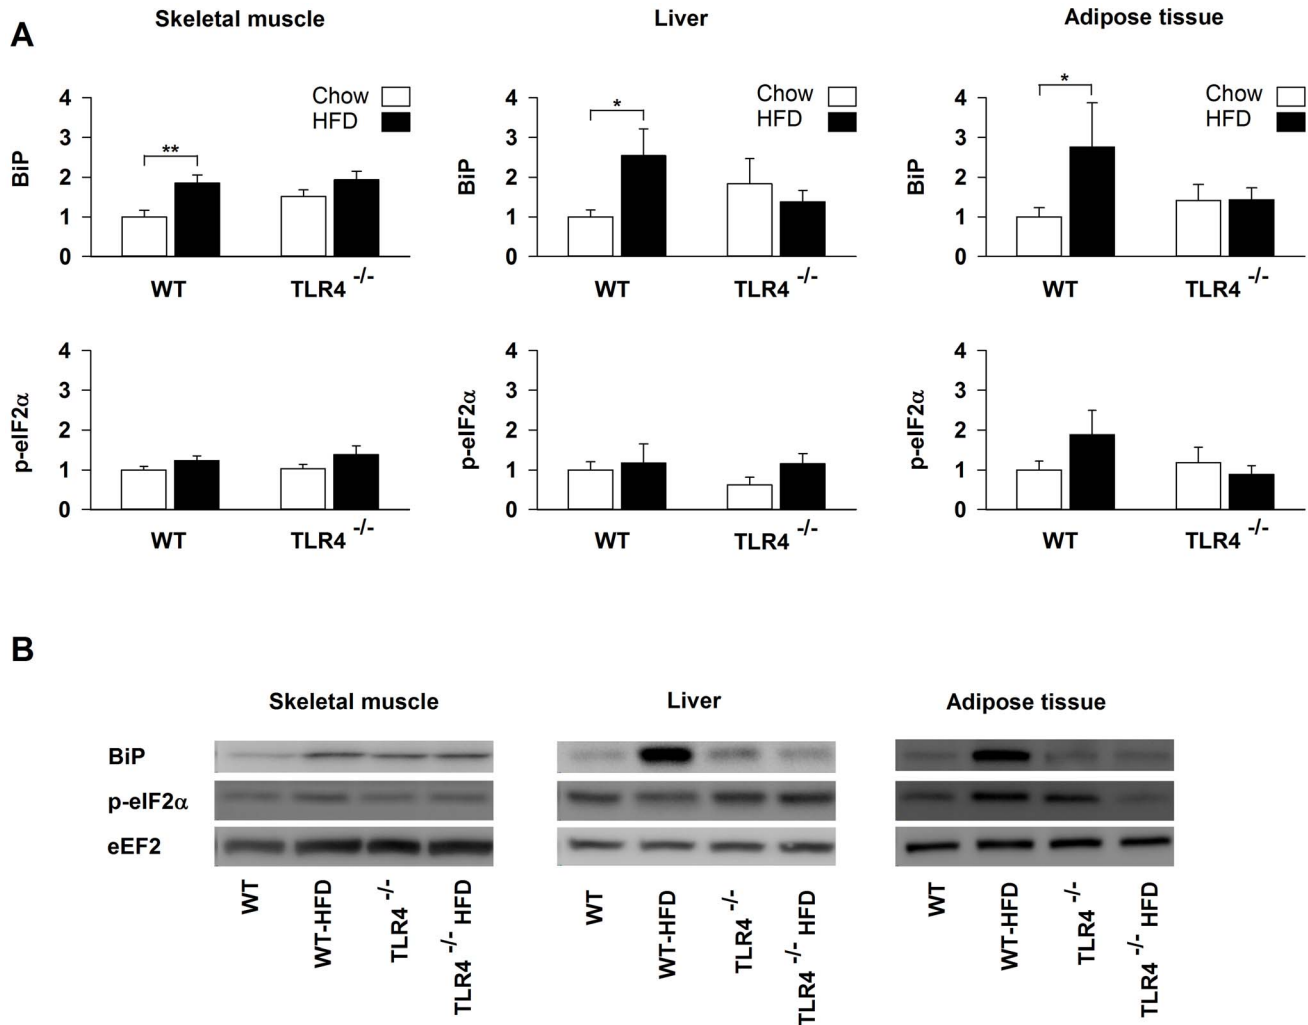 A
Skeletal muscle Liver Adipose tissue
BiP
4
3
2
1
0
Chow
HFD
**
WT TLR4 -/-
BiP
4
3
2
1
0
Chow
HFD
*
WT TLR4 -/-
BiP
4
3
2
1
0
Chow
HFD
*
WT TLR4 -/-
p-eIF2α
4
3
2
1
0
WT TLR4 -/-
p-eIF2α
4
3
2
1
0
WT TLR4 -/-
p-eIF2α
4
3
2
1
0
WT TLR4 -/-
B
Skeletal muscle Liver Adipose tissue
BiP
p-eIF2α
eEF2
WT
WT-HFD
TLR4 -/-
TLR4 -/- HFD
WT
WT-HFD
TLR4 -/-
TLR4 -/- HFD
WT
WT-HFD
TLR4 -/-
TLR4 -/- HFD